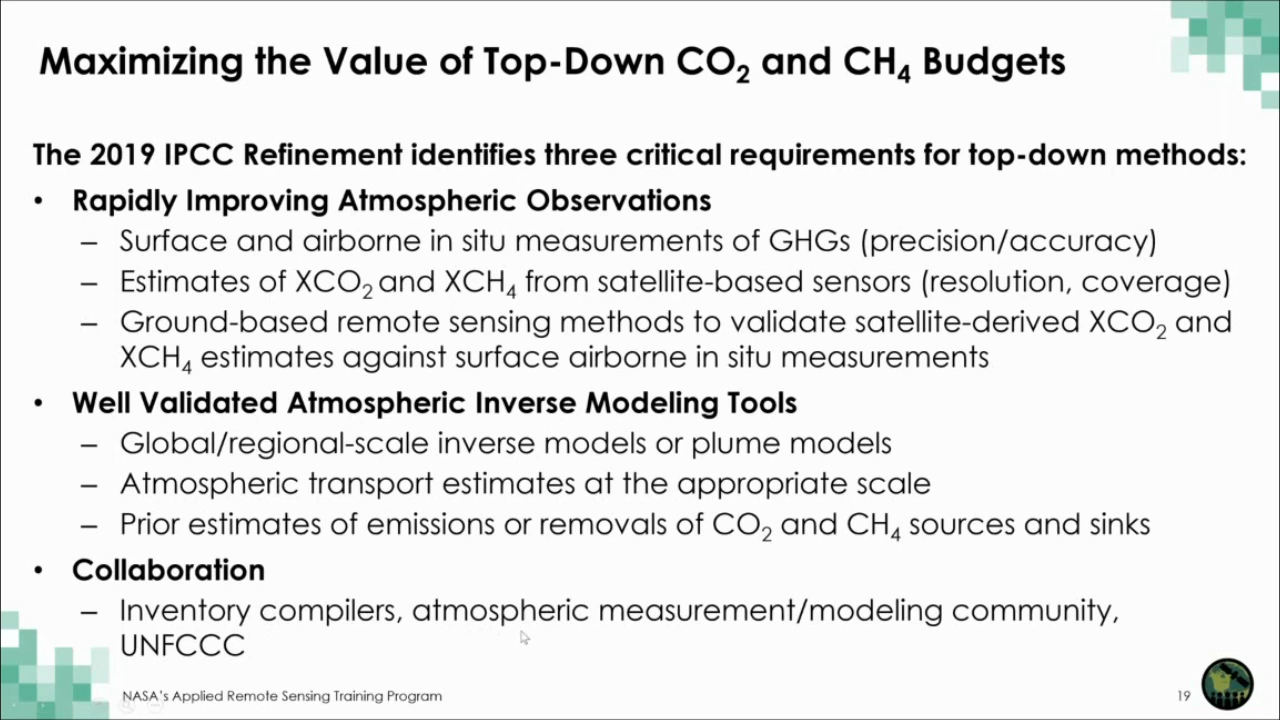 Maximizing the Value of Top-Down CO₂ and CH₄ Budgets
The 2019 IPCC Refinement identifies three critical requirements for top-down methods:
• Rapidly Improving Atmospheric Observations
– Surface and airborne in situ measurements of GHGs (precision/accuracy)
– Estimates of XCO₂ and XCH₄ from satellite-based sensors (resolution, coverage)
– Ground-based remote sensing methods to validate satellite-derived XCO₂ and
XCH₄ estimates against surface airborne in situ measurements
• Well Validated Atmospheric Inverse Modeling Tools
– Global/regional-scale inverse models or plume models
– Atmospheric transport estimates at the appropriate scale
– Prior estimates of emissions or removals of CO₂ and CH₄ sources and sinks
• Collaboration
– Inventory compilers, atmospheric measurement/modeling community,
UNFCCC
NASA's Applied Remote Sensing Training Program
19